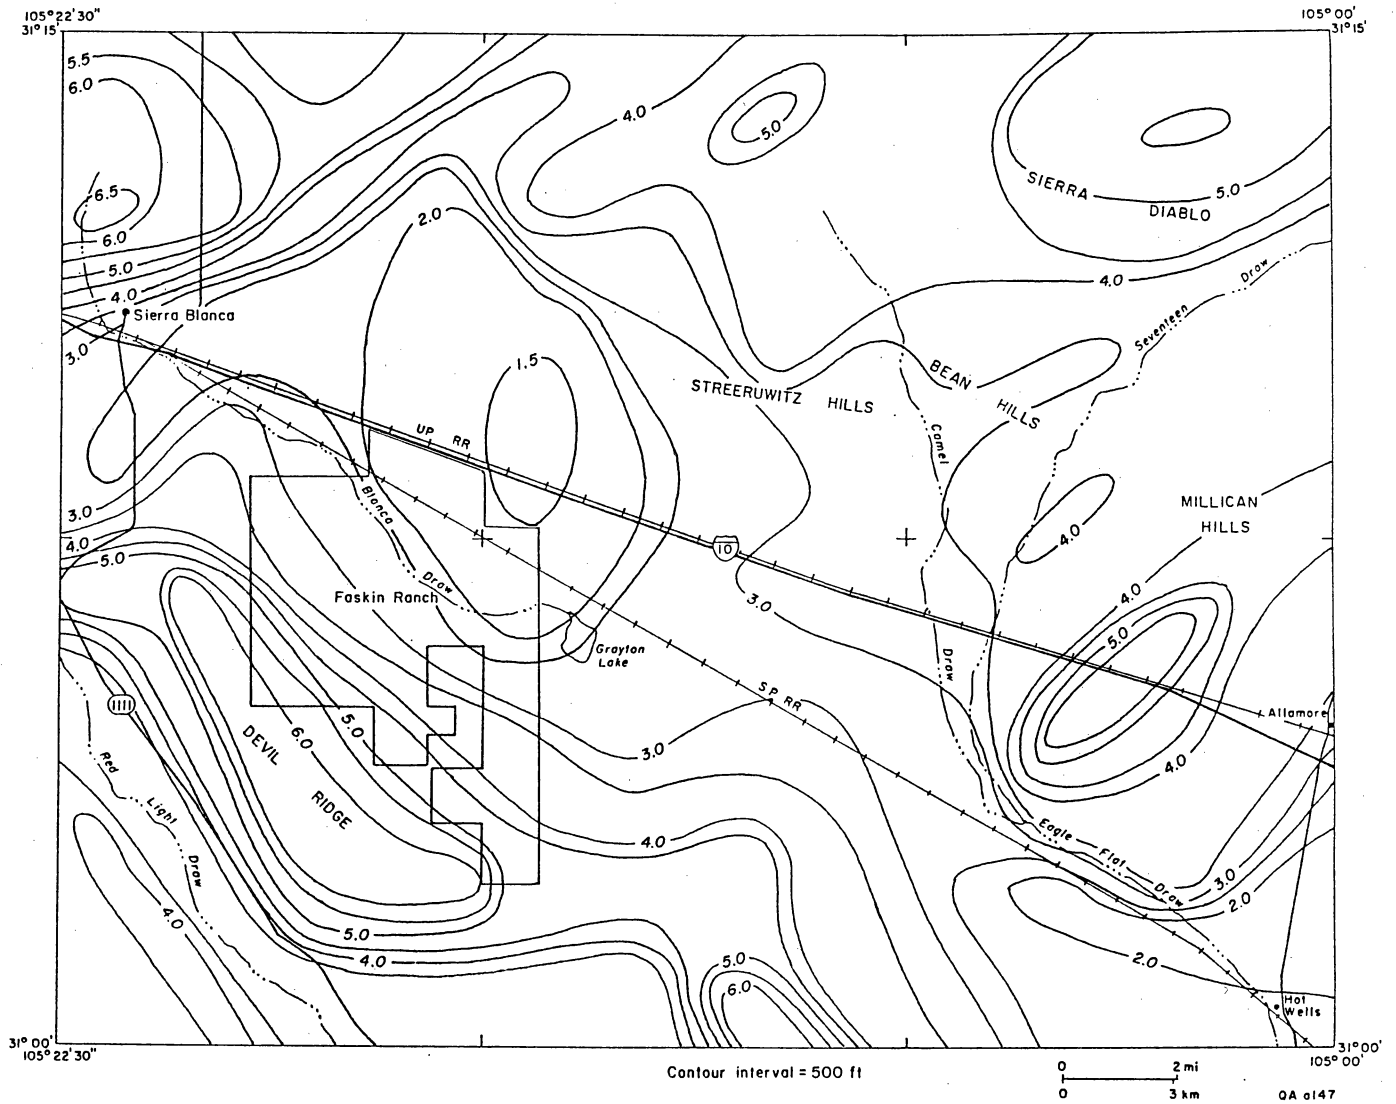 105° 22' 30"
105° 00'
31° 15'
31° 15'
5.5
6.0
6.5
6.0
5.0
4.0
Sierra Blanca
3.0
4.0
5.0
2.0
1.5
SIERRA
DIABLO
5.0
4.0
Seventeen Draw
STREERUWITZ HILLS
BEAN HILLS
Camel
Draw
UP RR
Blanca
Draw
3.0
4.0
5.0
Faskin Ranch
10
3.0
4.0
MILLICAN
HILLS
4.0
5.0
4.0
Grayton
Lake
SP RR
Allamore
1111
DEVIL
RIDGE
6.0
5.0
3.0
4.0
Red Light Draw
4.0
5.0
4.0
5.0
6.0
Eagle Flat Draw
3.0
2.0
2.0
Hot
Wells
31° 00'
105° 22' 30"
31° 00'
105° 00'
Contour interval = 500 ft
0 2 mi
0 3 km
QA a147